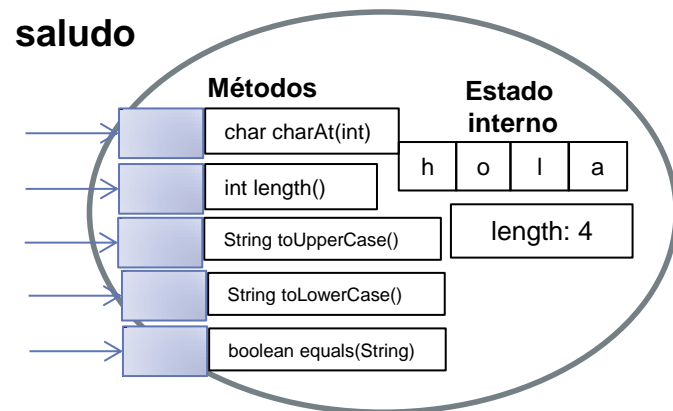 saludo
Métodos
char charAt(int)
int length()
String toUpperCase()
String toLowerCase()
boolean equals(String)
Estado
interno
h o l a
length: 4